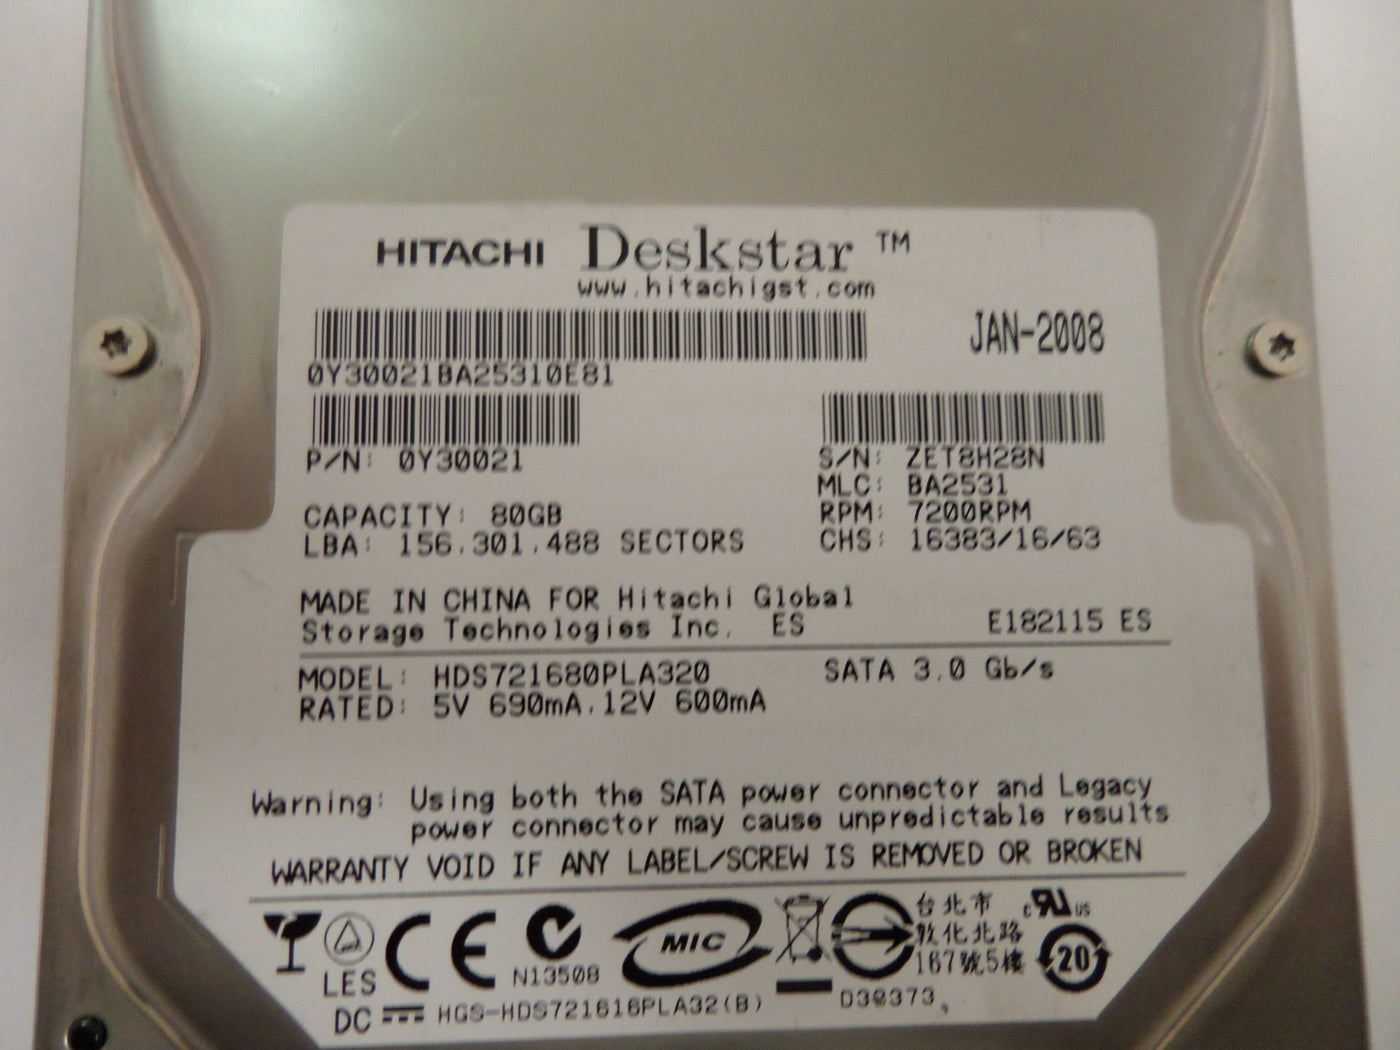 HITACHI Deskstar ™
www.hitachigst.com
JAN-2008
0Y30021BA25310E81
P/N: 0Y30021
S/N: ZET8H28N
MLC: BA2531
CAPACITY: 80GB
RPM: 7200RPM
LBA: 156.301.488 SECTORS
CHS: 16383/16/63
MADE IN CHINA FOR Hitachi Global
Storage Technologies Inc. ES
E182115 ES
MODEL: HDS721680PLA320
SATA 3.0 Gb/s
RATED: 5V 690mA.12V 600mA
Warning: Using both the SATA power connector and Legacy
power connector may cause unpredictable results
WARRANTY VOID IF ANY LABEL/SCREW IS REMOVED OR BROKEN
LES
CE
N13508
MIC
台北市
敦化北路
167號5樓
c UR US
20
DC
HGS-HDS721616PLA32(B)